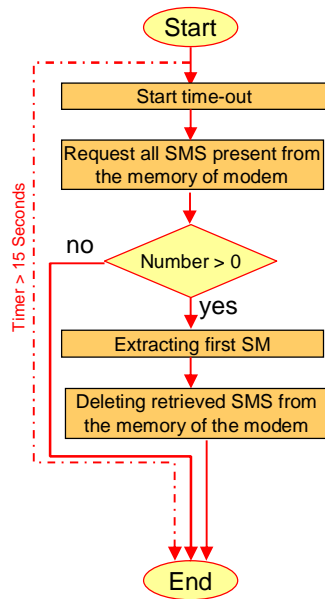 Start
Start time-out
Request all SMS present from
the memory of modem
no
Number > 0
yes
Timer > 15 Seconds
Extracting first SM
Deleting retrieved SMS from
the memory of the modem
End